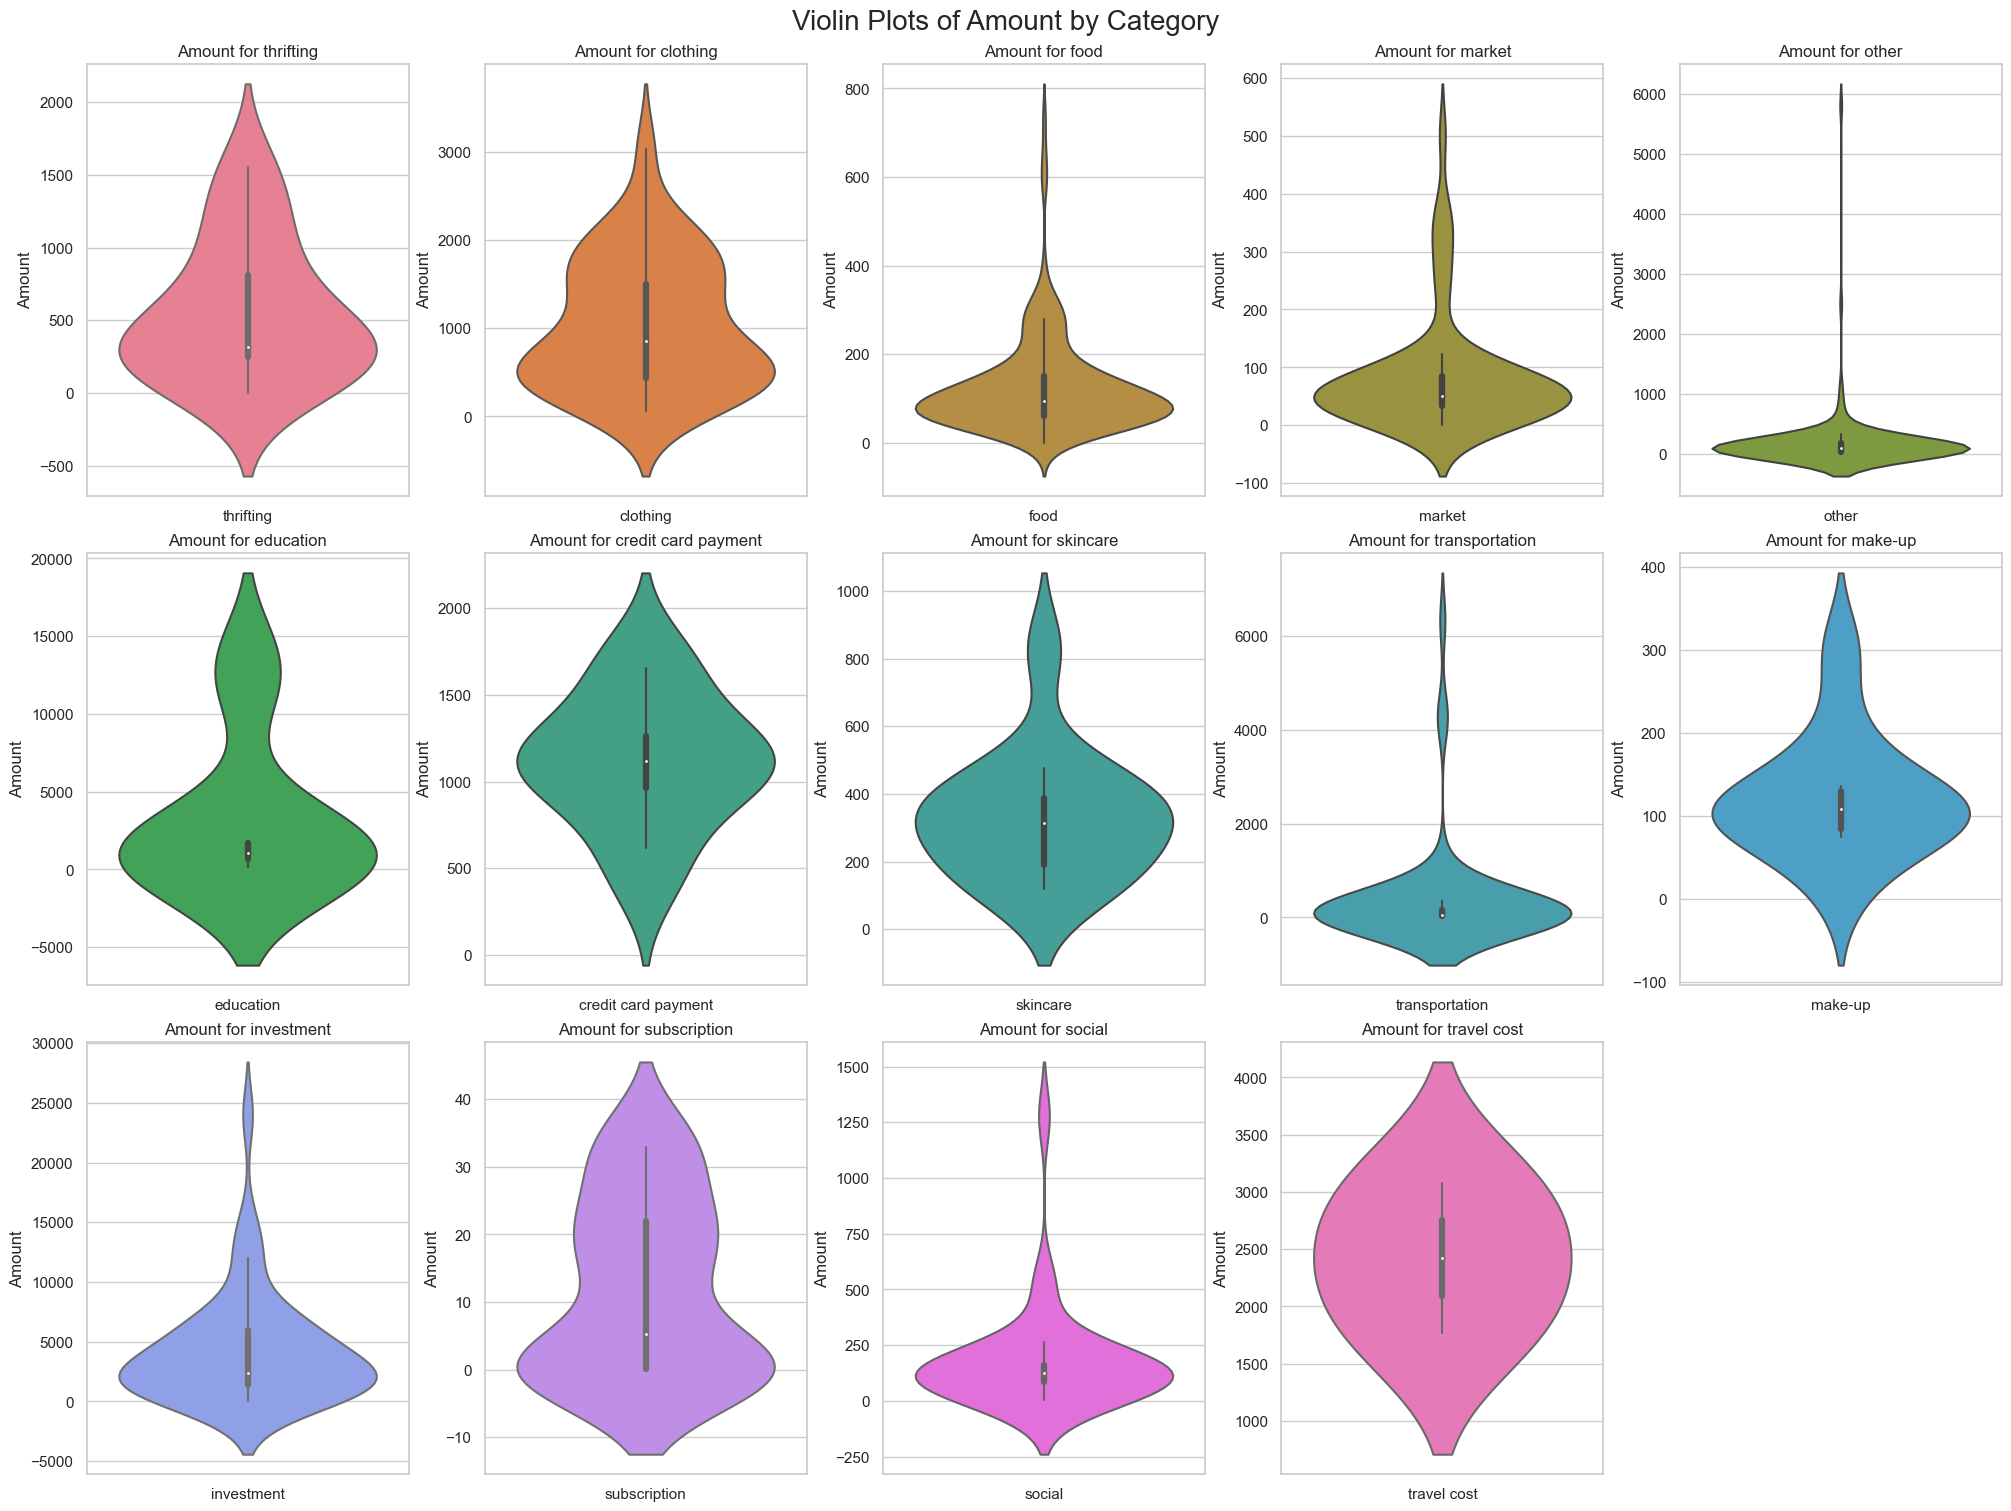 Violin Plots of Amount by Category
Amount for thrifting
Amount
2000
1500
1000
500
0
−500
thrifting
Amount for clothing
Amount
3000
2000
1000
0
clothing
Amount for food
Amount
800
600
400
200
0
food
Amount for market
Amount
600
500
400
300
200
100
0
−100
market
Amount for other
Amount
6000
5000
4000
3000
2000
1000
0
other
Amount for education
Amount
20000
15000
10000
5000
0
−5000
education
Amount for credit card payment
Amount
2000
1500
1000
500
0
credit card payment
Amount for skincare
Amount
1000
800
600
400
200
0
skincare
Amount for transportation
Amount
6000
4000
2000
0
transportation
Amount for make-up
Amount
400
300
200
100
0
−100
make-up
Amount for investment
Amount
30000
25000
20000
15000
10000
5000
0
−5000
investment
Amount for subscription
Amount
40
30
20
10
0
−10
subscription
Amount for social
Amount
1500
1250
1000
750
500
250
0
−250
social
Amount for travel cost
Amount
4000
3500
3000
2500
2000
1500
1000
travel cost